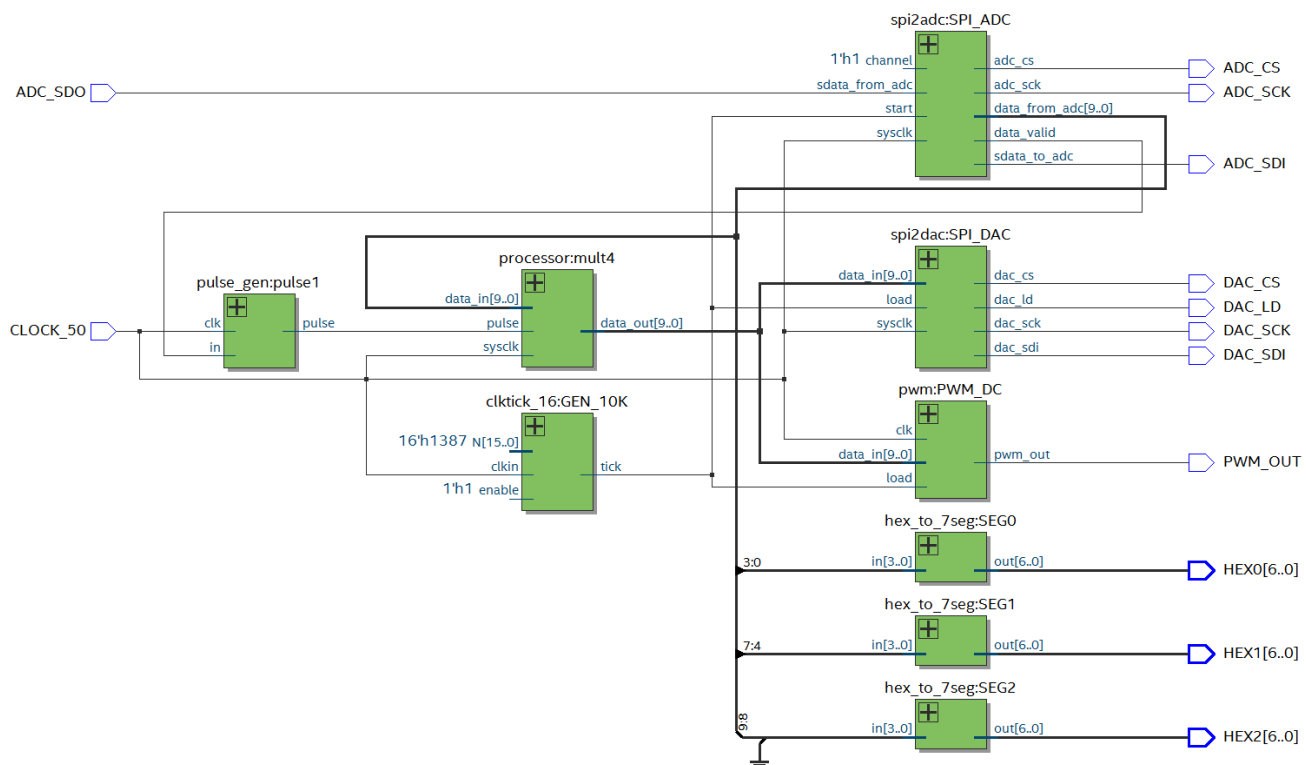 spi2adc:SPI_ADC
1'h1 channel
adc_cs
ADC_CS
ADC_SDO
sdata_from_adc
adc_sck
ADC_SCK
start
data_from_adc[9..0]
sysclk
data_valid
sdata_to_adc
ADC_SDI
spi2dac:SPI_DAC
processor:mult4
pulse_gen:pulse1
data_in[9..0]
dac_cs
DAC_CS
data_in[9..0]
load
dac_ld
DAC_LD
CLOCK_50
clk
pulse
pulse
data_out[9..0]
sysclk
dac_sck
DAC_SCK
in
sysclk
dac_sdi
DAC_SDI
pwm:PWM_DC
clktick_16:GEN_10K
clk
16'h1387 N[15..0]
data_in[9..0]
pwm_out
PWM_OUT
clkin
tick
load
1'h1 enable
hex_to_7seg:SEG0
3:0
in[3..0]
out[6..0]
HEX0[6..0]
hex_to_7seg:SEG1
7:4
in[3..0]
out[6..0]
HEX1[6..0]
hex_to_7seg:SEG2
9:8
in[3..0]
out[6..0]
HEX2[6..0]